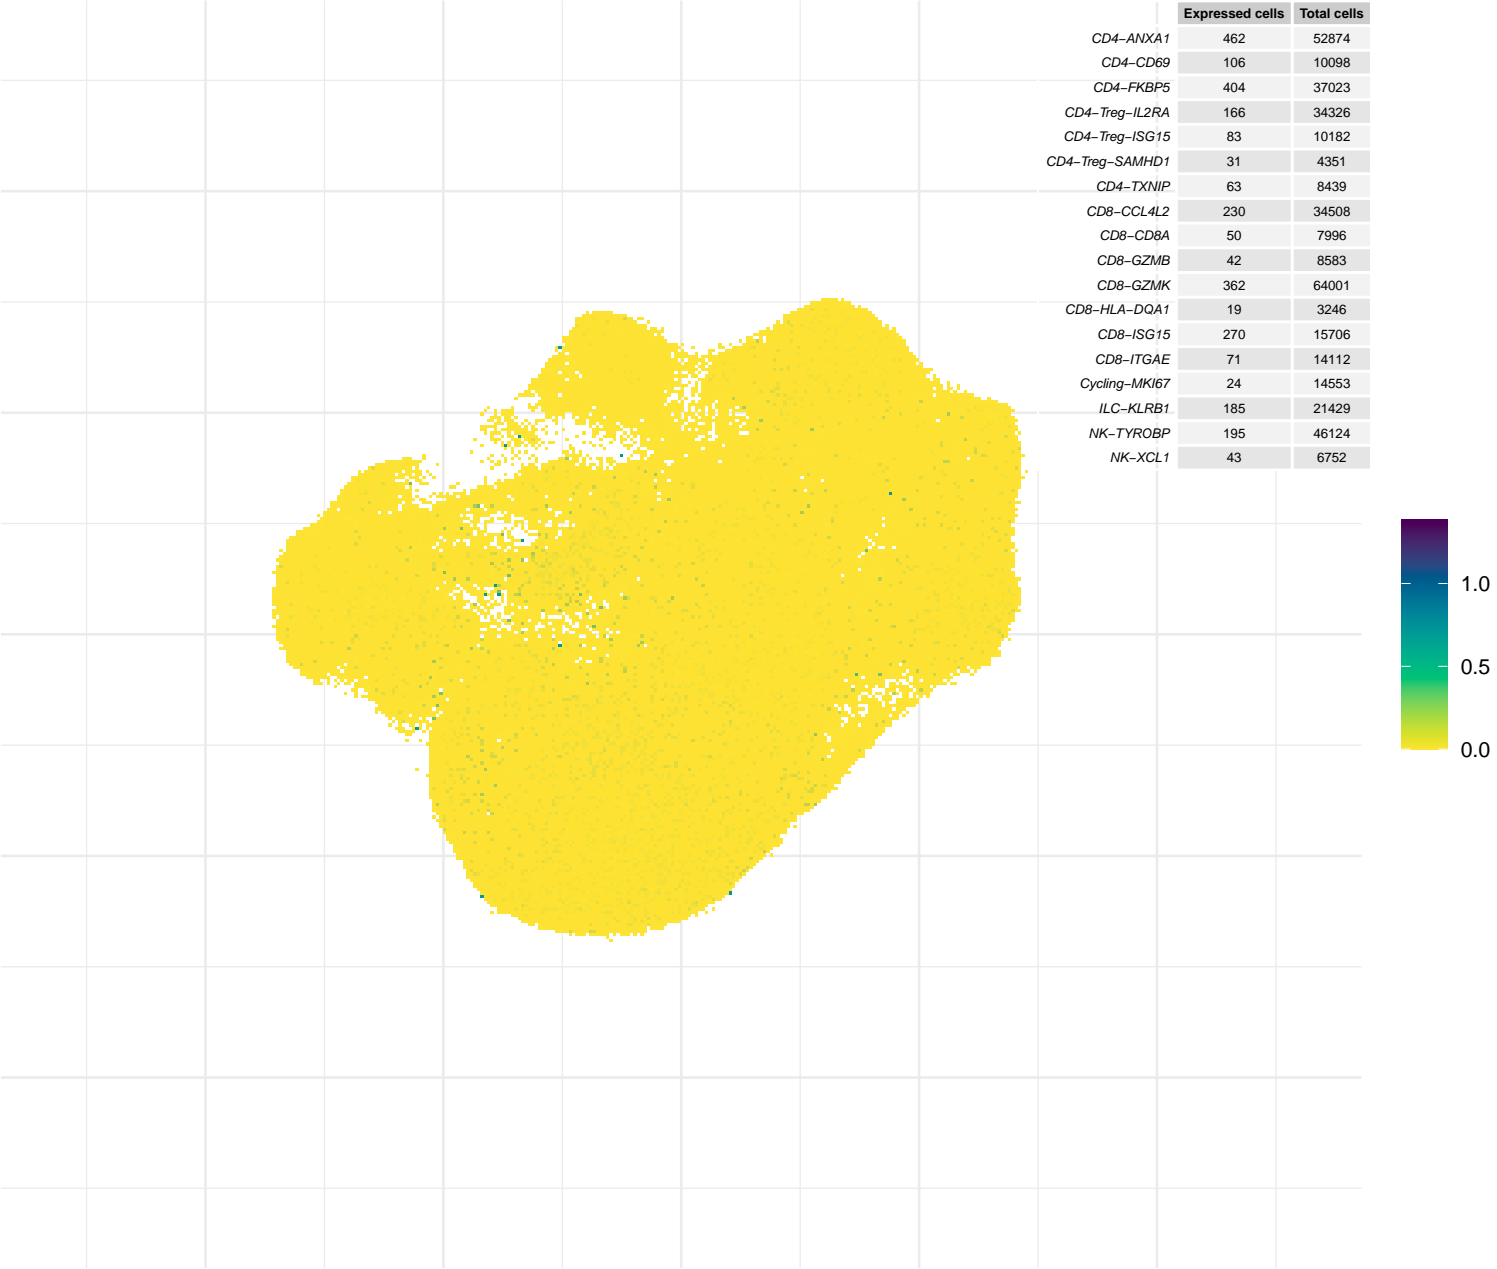 Expressed cells Total cells
CD4−ANXA1 462 52874
CD4−CD69 106 10098
CD4−FKBP5 404 37023
CD4−Treg−IL2RA 166 34326
CD4−Treg−ISG15 83 10182
CD4−Treg−SAMHD1 31 4351
CD4−TXNIP 63 8439
CD8−CCL4L2 230 34508
CD8−CD8A 50 7996
CD8−GZMB 42 8583
CD8−GZMK 362 64001
CD8−HLA−DQA1 19 3246
CD8−ISG15 270 15706
CD8−ITGAE 71 14112
Cycling−MKI67 24 14553
ILC−KLRB1 185 21429
NK−TYROBP 195 46124
NK−XCL1 43 6752
1.0
0.5
0.0